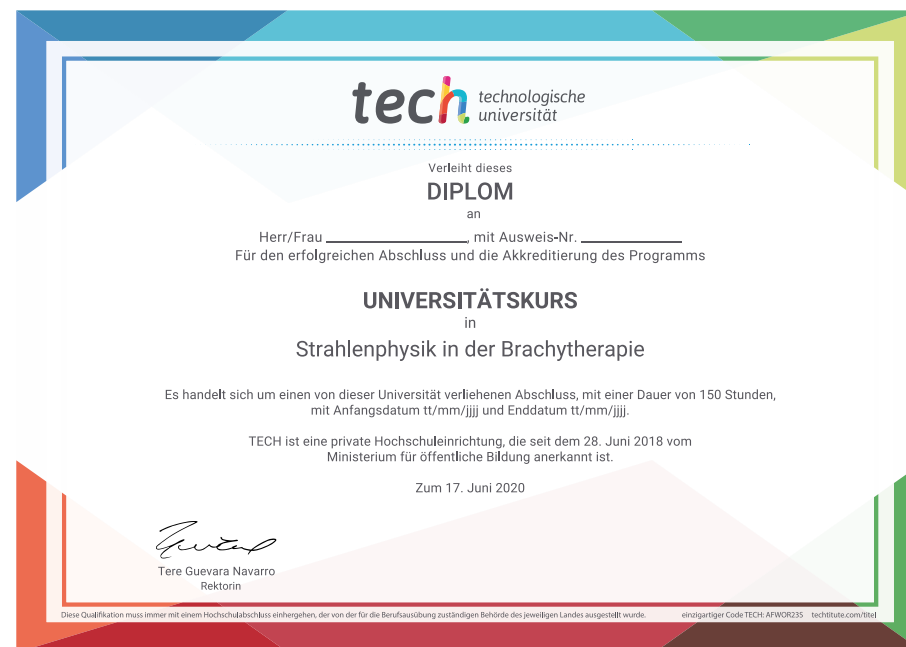 tech technologische
universität
Verleiht dieses
DIPLOM
an
Herr/Frau ________________, mit Ausweis-Nr. ____________
Für den erfolgreichen Abschluss und die Akkreditierung des Programms
UNIVERSITÄTSKURS
in
Strahlenphysik in der Brachytherapie
Es handelt sich um einen von dieser Universität verliehenen Abschluss, mit einer Dauer von 150 Stunden,
mit Anfangsdatum tt/mm/jjjj und Enddatum tt/mm/jjjj.
TECH ist eine private Hochschuleinrichtung, die seit dem 28. Juni 2018 vom
Ministerium für öffentliche Bildung anerkannt ist.
Zum 17. Juni 2020
Tere Guevara Navarro
Rektorin
Diese Qualifikation muss immer mit einem Hochschulabschluss einhergehen, der von der für die Berufsausübung zuständigen Behörde des jeweiligen Landes ausgestellt wurde. einzigartiger Code TECH: AFWOR235 techtitute.com/titel